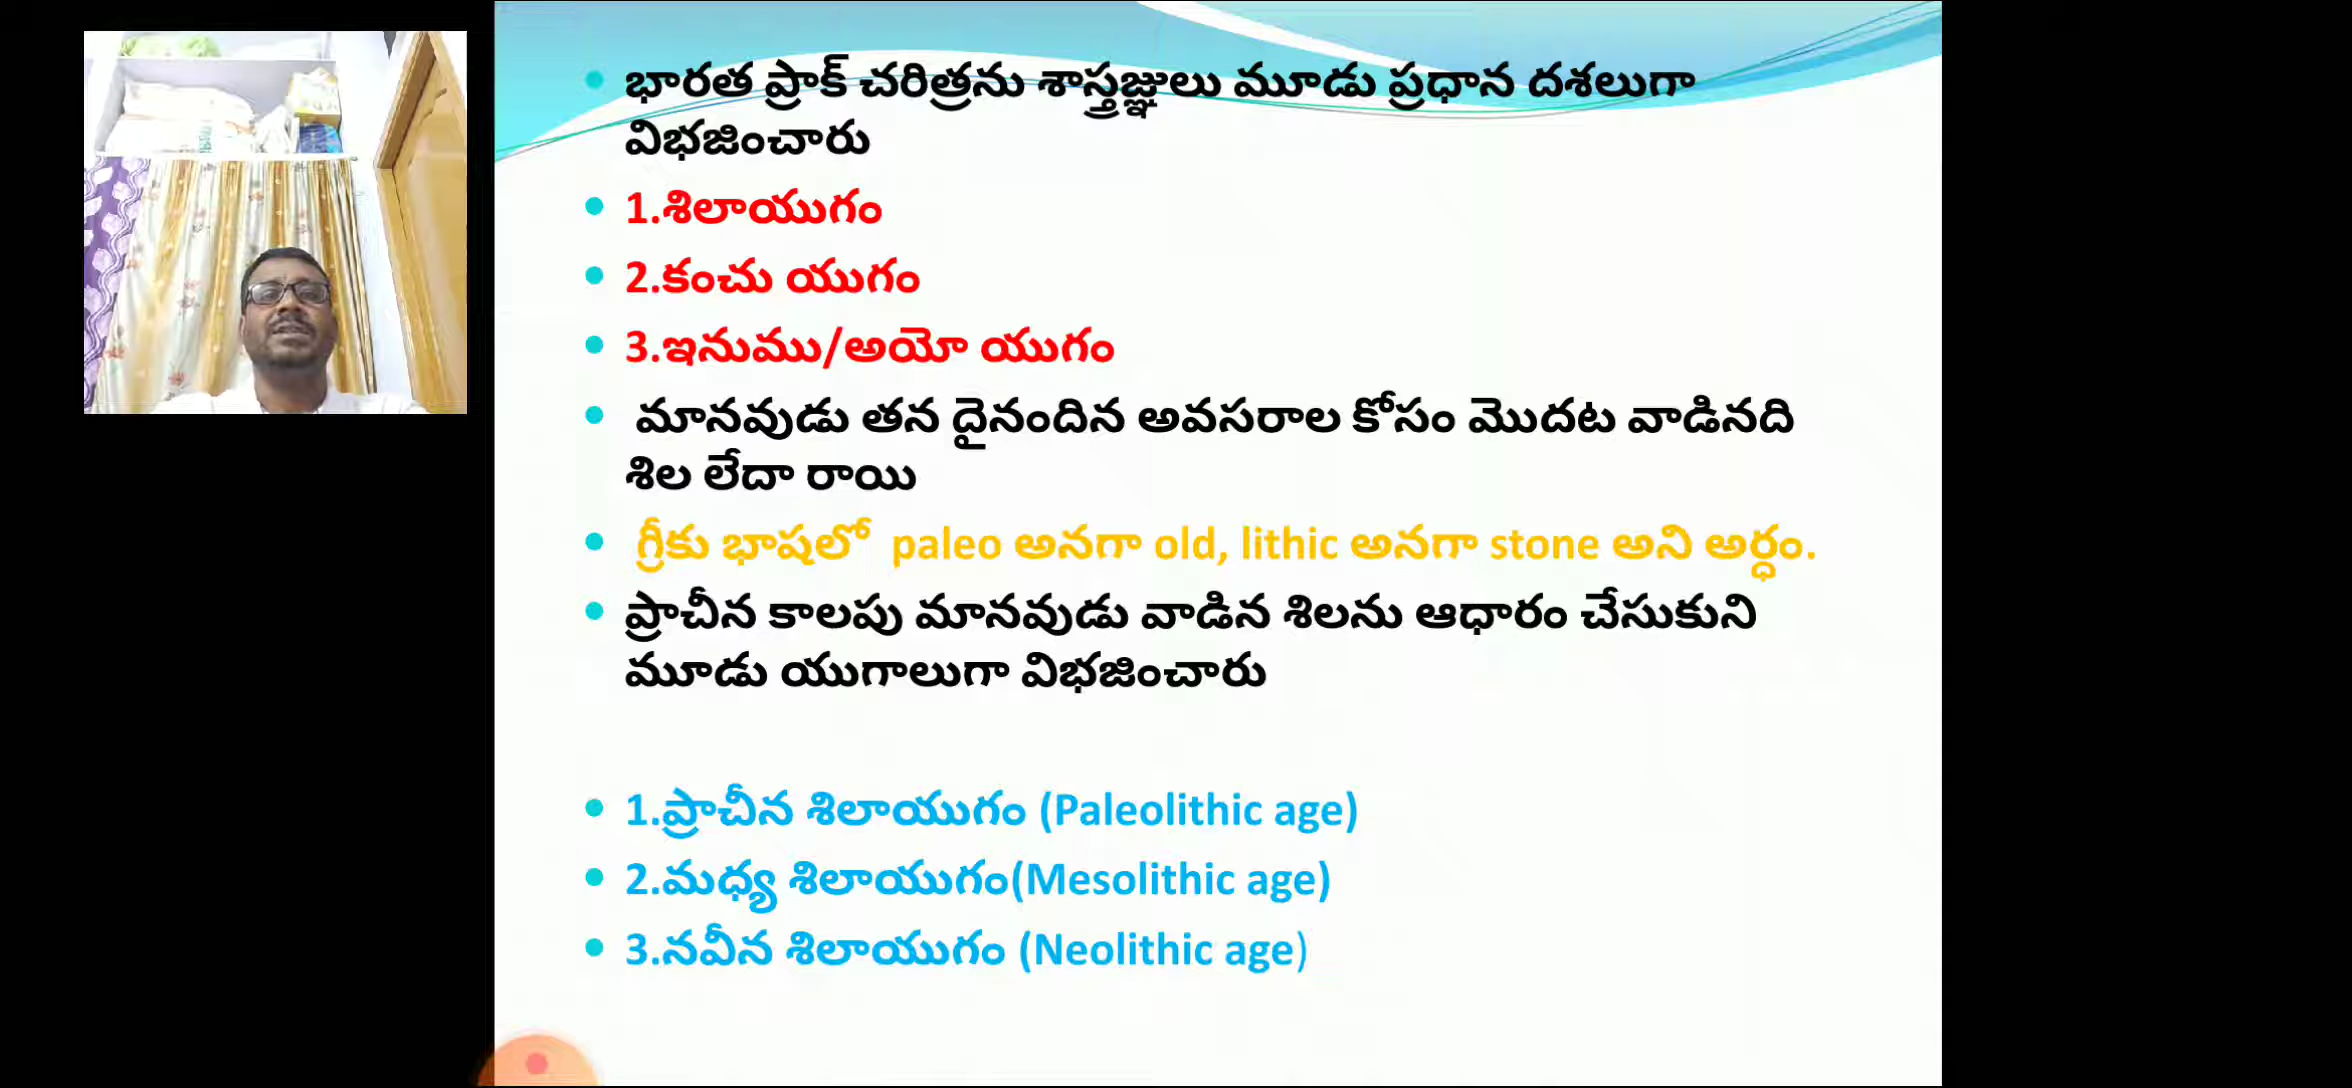 భారత ప్రాక్ చరిత్రను శాస్త్రజ్ఞులు మూడు ప్రధాన దశలుగా
విభజించారు
1.శిలాయుగం
2.కంచు యుగం
3.ఇనుము/అయో యుగం
మానవుడు తన దైనందిన అవసరాల కోసం మొదట వాడినది
శిల లేదా రాయి
గ్రీకు భాషలో paleo అనగా old, lithic అనగా stone అని అర్ధం.
ప్రాచీన కాలపు మానవుడు వాడిన శిలను ఆధారం చేసుకుని
మూడు యుగాలుగా విభజించారు
1.ప్రాచీన శిలాయుగం (Paleolithic age)
2.మధ్య శిలాయుగం(Mesolithic age)
3.నవీన శిలాయుగం (Neolithic age)